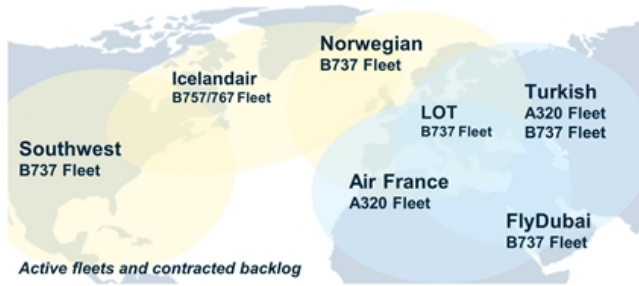 Norwegian
B737 Fleet
Icelandair
B757/767 Fleet
Turkish
A320 Fleet
B737 Fleet
LOT
B737 Fleet
Southwest
B737 Fleet
Air France
A320 Fleet
FlyDubai
B737 Fleet
Active fleets and contracted backlog